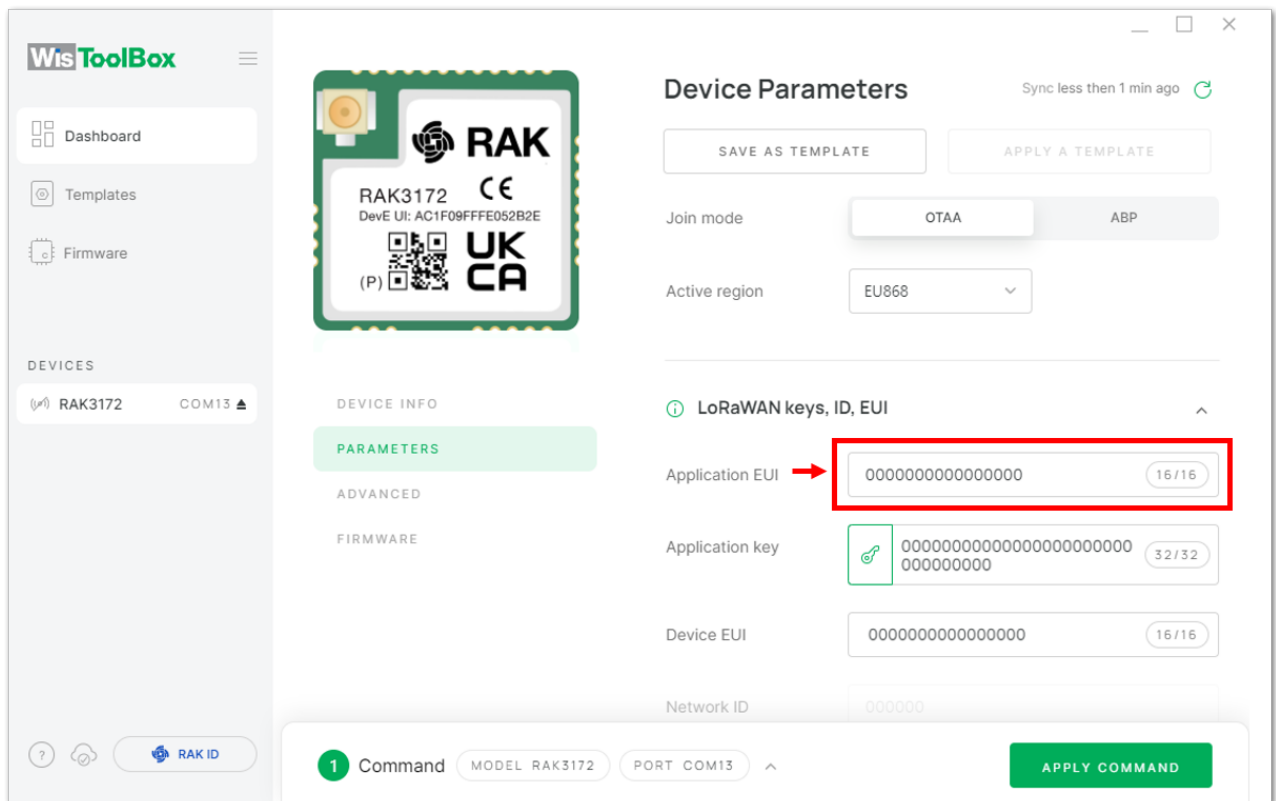 WisToolBox
Dashboard
Templates
Firmware
DEVICES
RAK3172 COM13
RAK ID
RAK
RAK3172 CE
DevE UI: AC1F09FFFE052B2E
(P) UK
CA
DEVICE INFO
PARAMETERS
ADVANCED
FIRMWARE
Device Parameters Sync less then 1 min ago
SAVE AS TEMPLATE APPLY A TEMPLATE
Join mode OTAA ABP
Active region EU868
LoRaWAN keys, ID, EUI
Application EUI 0000000000000000 16/16
Application key 00000000000000000000000 32/32
000000000
Device EUI 0000000000000000 16/16
Network ID 000000
1 Command MODEL RAK3172 PORT COM13 APPLY COMMAND